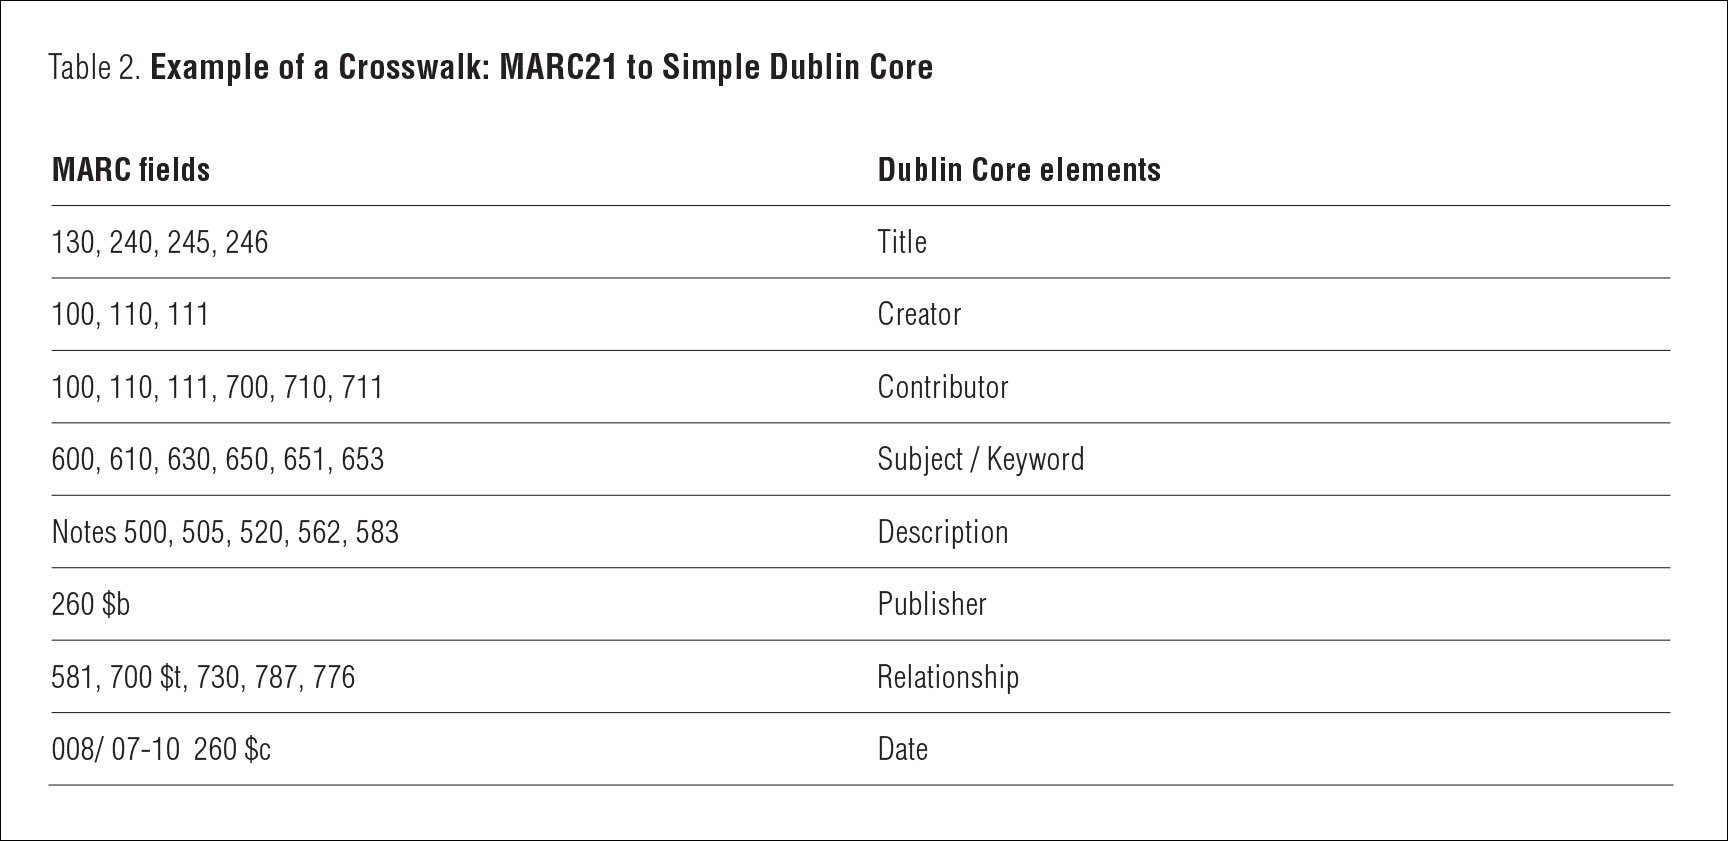 Table 2. Example of a Crosswalk: MARC21 to Simple Dublin Core
MARC fields Dublin Core elements
130, 240, 245, 246 Title
100, 110, 111 Creator
100, 110, 111, 700, 710, 711 Contributor
600, 610, 630, 650, 651, 653 Subject / Keyword
Notes 500, 505, 520, 562, 583 Description
260 $b Publisher
581, 700 $t, 730, 787, 776 Relationship
008/ 07-10  260 $c Date